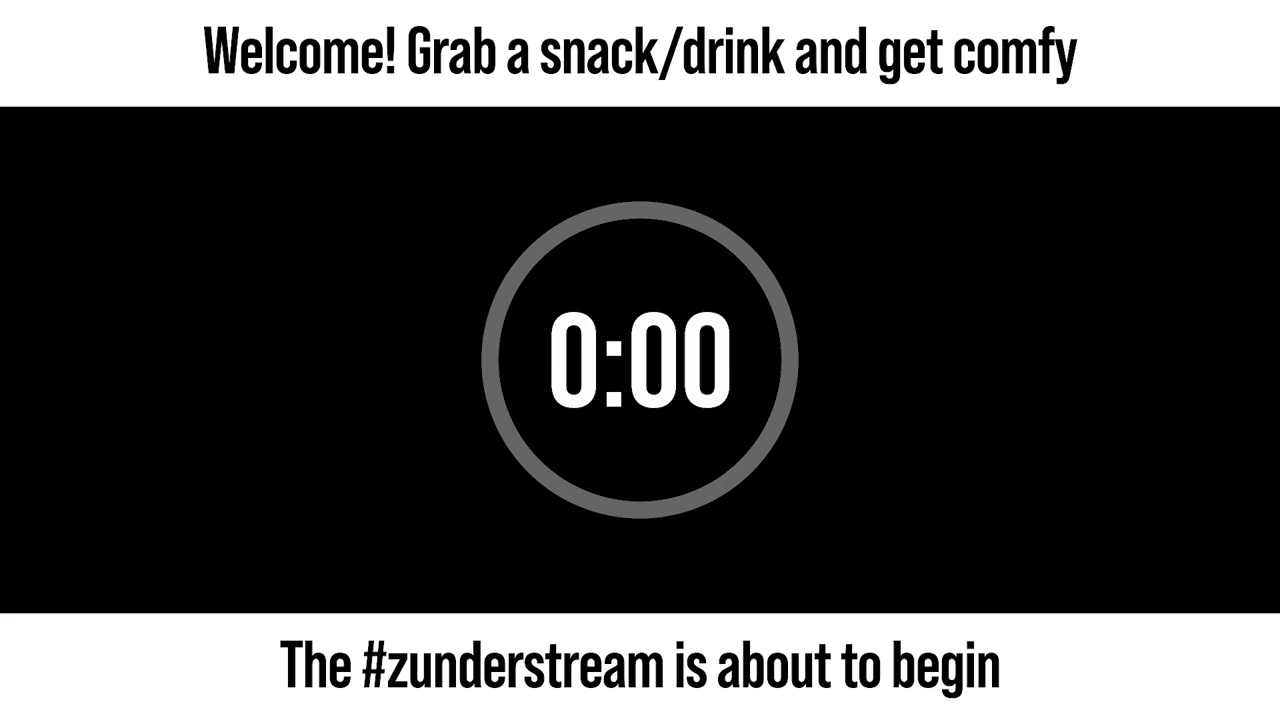 Welcome! Grab a snack/drink and get comfy
0:00
The #zunderstream is about to begin